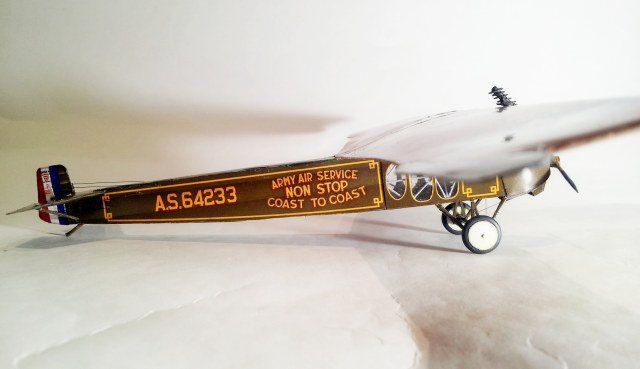 A.S.64233
ARMY AIR SERVICE
NON STOP
COAST TO COAST